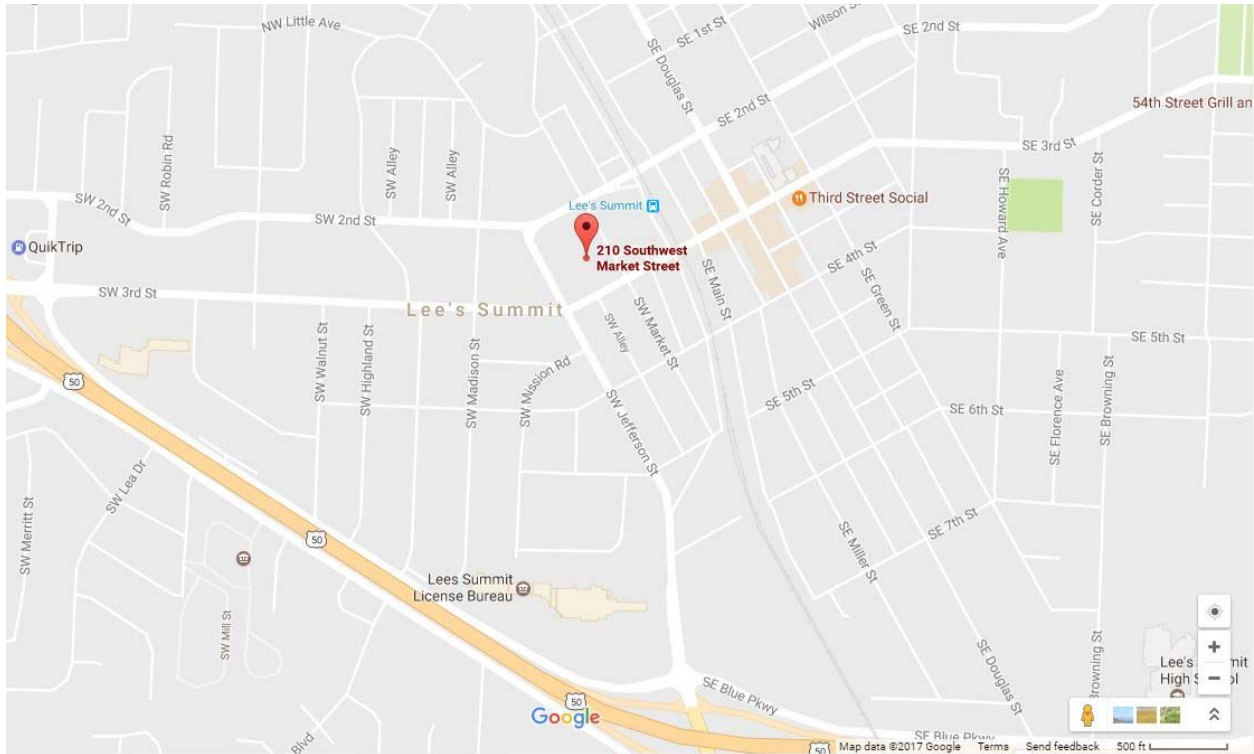 NW Little Ave
Wilson
SE 1st St
SE 2nd St
SE Douglas St
54th Street Grill an
SE 2nd St
SE 3rd St
SW Robin Rd
SW Alley
SW Alley
SE Howard Ave
SE Corder St
SW 2nd St
SW 2nd St
Lee's Summit
Third Street Social
QuikTrip
210 Southwest
Market Street
SE 4th St
SE Main St
SE Green St
SW 3rd St
Lee's Summit
SW Alley
SW Market St
SE 5th St
SW Walnut St
SW Highland St
SW Madison St
SW Mission Rd
50
SE 5th St
SE 6th St
SW Jefferson St
SE Florence Ave
SE Browning St
SW Lea Dr
SW Merritt St
50
SE 7th St
SE Miller St
Lees Summit
License Bureau
SW Mill St
SE Douglas St
Browning St
Lee's mit
High S ol
SE Blue Pkwy
50
Google
Blvd
SE Blue Pkwy
50
Map data ©2017 Google Terms Send feedback 500 ft